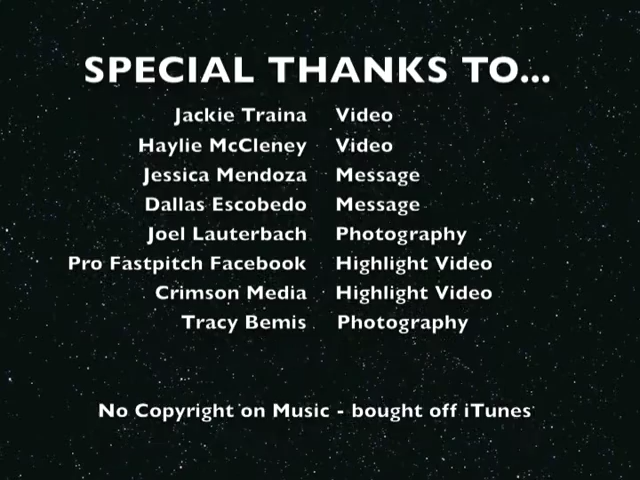 SPECIAL THANKS TO...
Jackie Traina Video
Haylie McCleney Video
Jessica Mendoza Message
Dallas Escobedo Message
Joel Lauterbach Photography
Pro Fastpitch Facebook Highlight Video
Crimson Media Highlight Video
Tracy Bemis Photography
No Copyright on Music - bought off iTunes